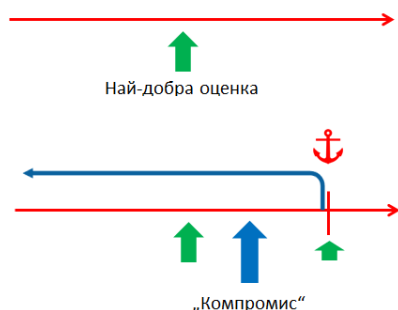 Най-добра оценка
„Компромис“